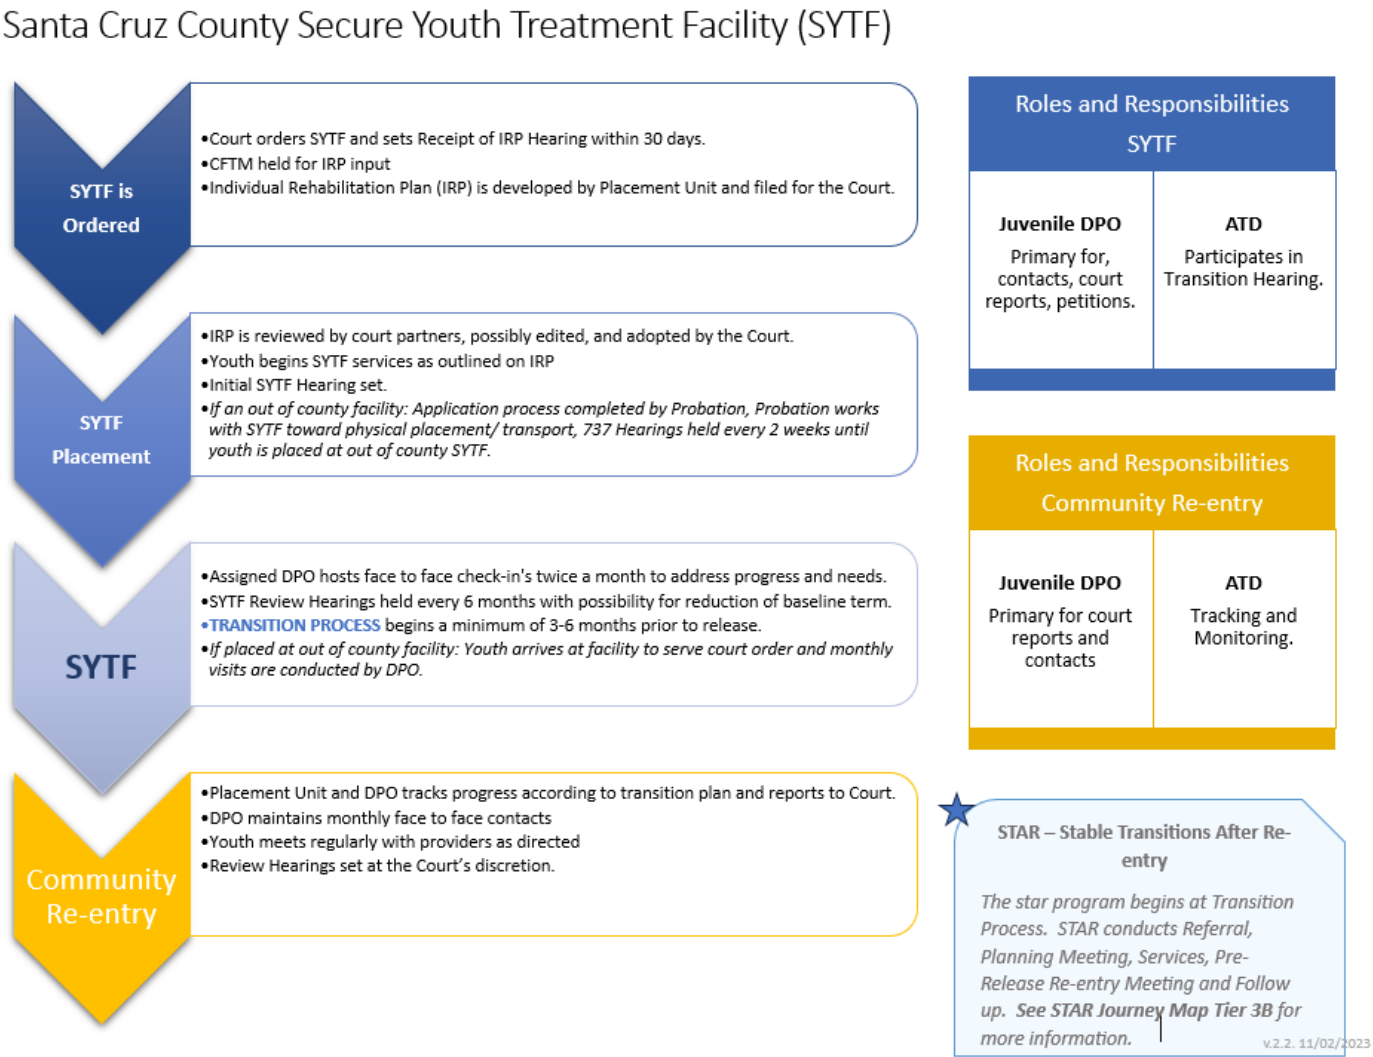 Santa Cruz County Secure Youth Treatment Facility (SYTF)
SYTF is
Ordered
•Court orders SYTF and sets Receipt of IRP Hearing within 30 days.
•CFTM held for IRP input
•Individual Rehabilitation Plan (IRP) is developed by Placement Unit and filed for the Court.
SYTF
Placement
•IRP is reviewed by court partners, possibly edited, and adopted by the Court.
•Youth begins SYTF services as outlined on IRP
•Initial SYTF Hearing set.
•If an out of county facility: Application process completed by Probation, Probation works
with SYTF toward physical placement/ transport, 737 Hearings held every 2 weeks until
youth is placed at out of county SYTF.
SYTF
•Assigned DPO hosts face to face check-in's twice a month to address progress and needs.
•SYTF Review Hearings held every 6 months with possibility for reduction of baseline term.
•TRANSITION PROCESS begins a minimum of 3-6 months prior to release.
•If placed at out of county facility: Youth arrives at facility to serve court order and monthly
visits are conducted by DPO.
Community
Re-entry
•Placement Unit and DPO tracks progress according to transition plan and reports to Court.
•DPO maintains monthly face to face contacts
•Youth meets regularly with providers as directed
•Review Hearings set at the Court’s discretion.
Roles and Responsibilities
SYTF
Juvenile DPO
Primary for,
contacts, court
reports, petitions.
ATD
Participates in
Transition Hearing.
Roles and Responsibilities
Community Re-entry
Juvenile DPO
Primary for court
reports and
contacts
ATD
Tracking and
Monitoring.
STAR – Stable Transitions After Re-
entry
The star program begins at Transition
Process.  STAR conducts Referral,
Planning Meeting, Services, Pre-
Release Re-entry Meeting and Follow
up.  See STAR Journey Map Tier 3B for
more information.
v.2.2. 11/02/2023